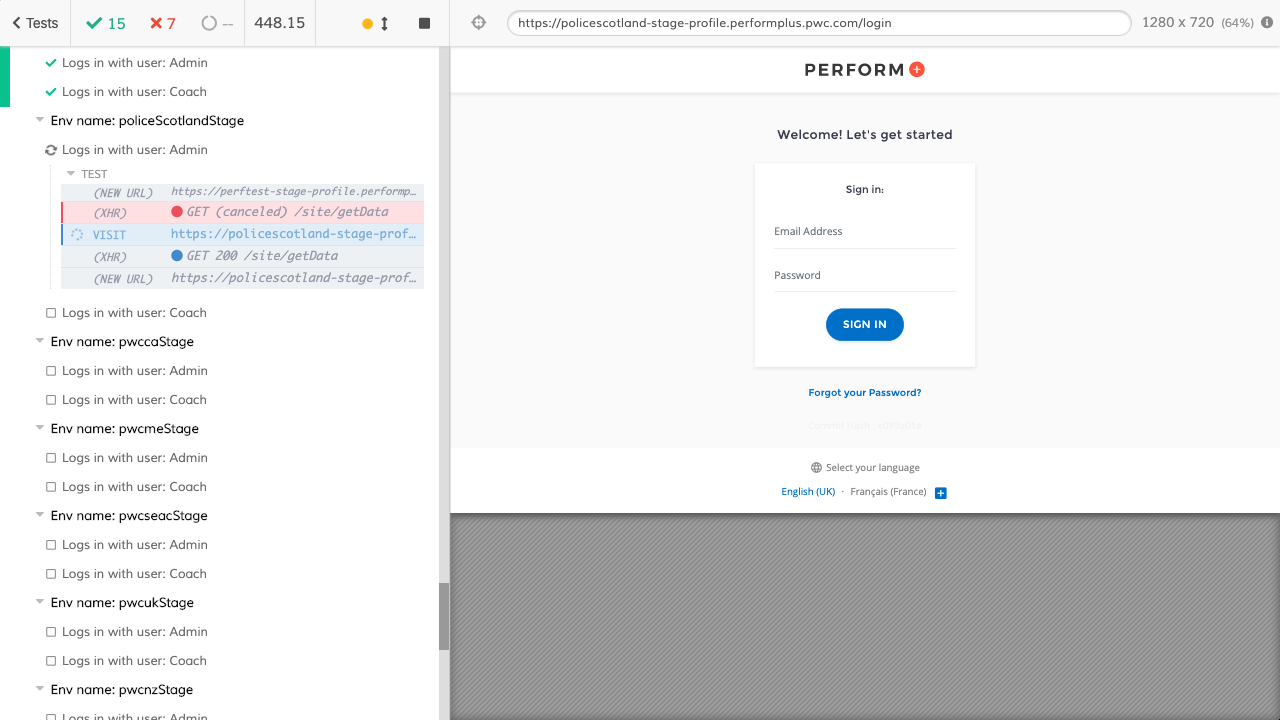 Tests 15 7 -- 448.15
https://policescotland-stage-profile.performplus.pwc.com/login 1280 x 720 (64%)
Logs in with user: Admin
Logs in with user: Coach
Env name: policeScotlandStage
Logs in with user: Admin
TEST
(NEW URL) https://perftest-stage-profile.performp...
(XHR) GET (canceled) /site/getData
VISIT https://policescotland-stage-prof...
(XHR) GET 200 /site/getData
(NEW URL) https://policescotland-stage-prof...
Logs in with user: Coach
Env name: pwccaStage
Logs in with user: Admin
Logs in with user: Coach
Env name: pwcmeStage
Logs in with user: Admin
Logs in with user: Coach
Env name: pwcseacStage
Logs in with user: Admin
Logs in with user: Coach
Env name: pwcukStage
Logs in with user: Admin
Logs in with user: Coach
Env name: pwcnzStage
Logs in with user: Admin
PERFORM+
Welcome! Let's get started
Sign in:
Email Address
Password
SIGN IN
Forgot your Password?
Commit Hash:
Select your language
English (UK) · Français (France)